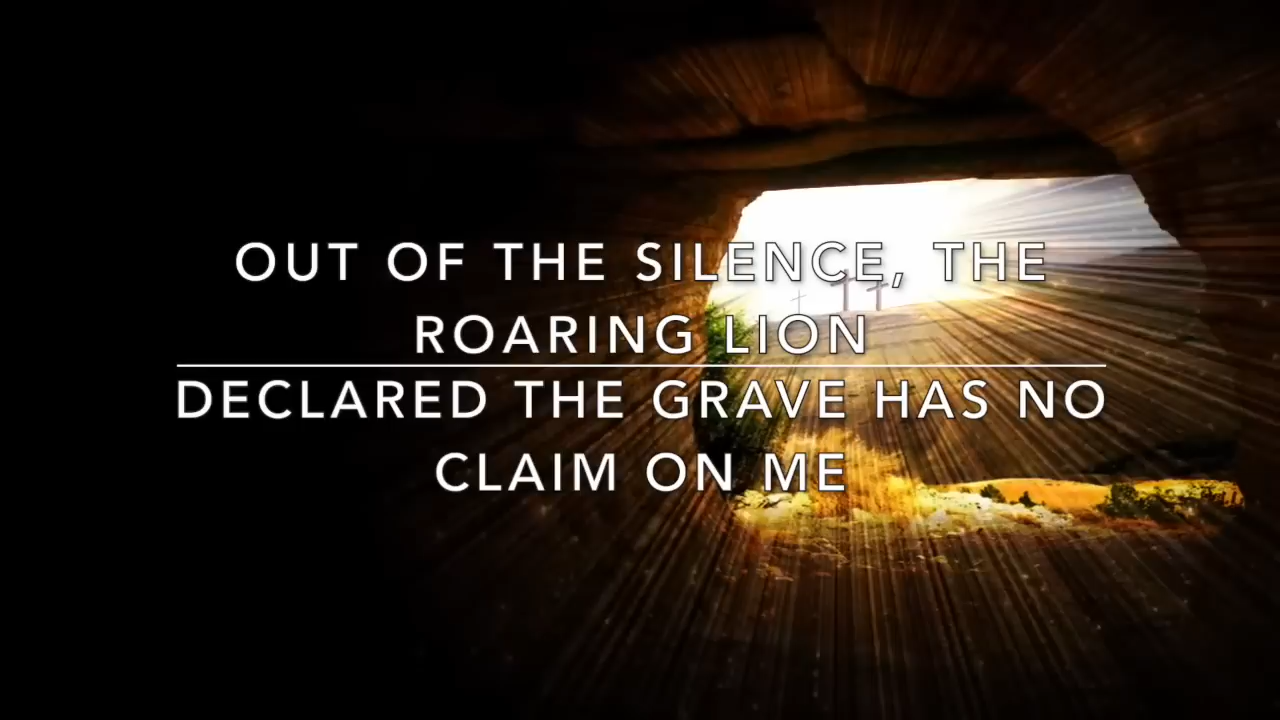 OUT OF THE SILENCE, THE
ROARING LION
DECLARED THE GRAVE HAS NO
CLAIM ON ME